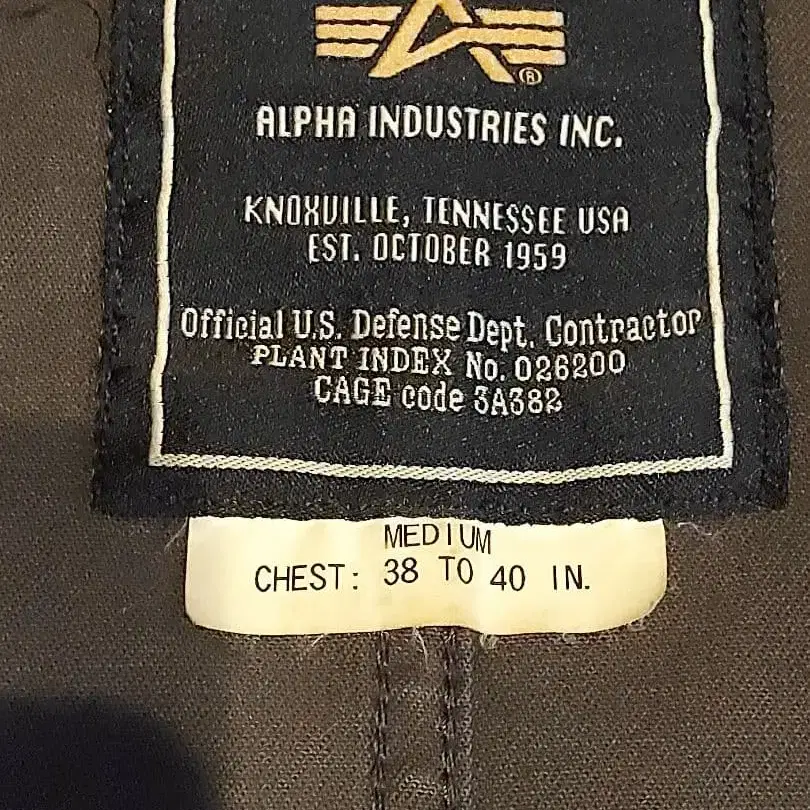 ®
ALPHA INDUSTRIES INC.
KNOXVILLE, TENNESSEE USA
EST. OCTOBER 1959
Official U.S. Defense Dept. Contractor
PLANT INDEX No. 026200
CAGE code 3A382
MEDIUM
CHEST: 38 TO 40 IN.